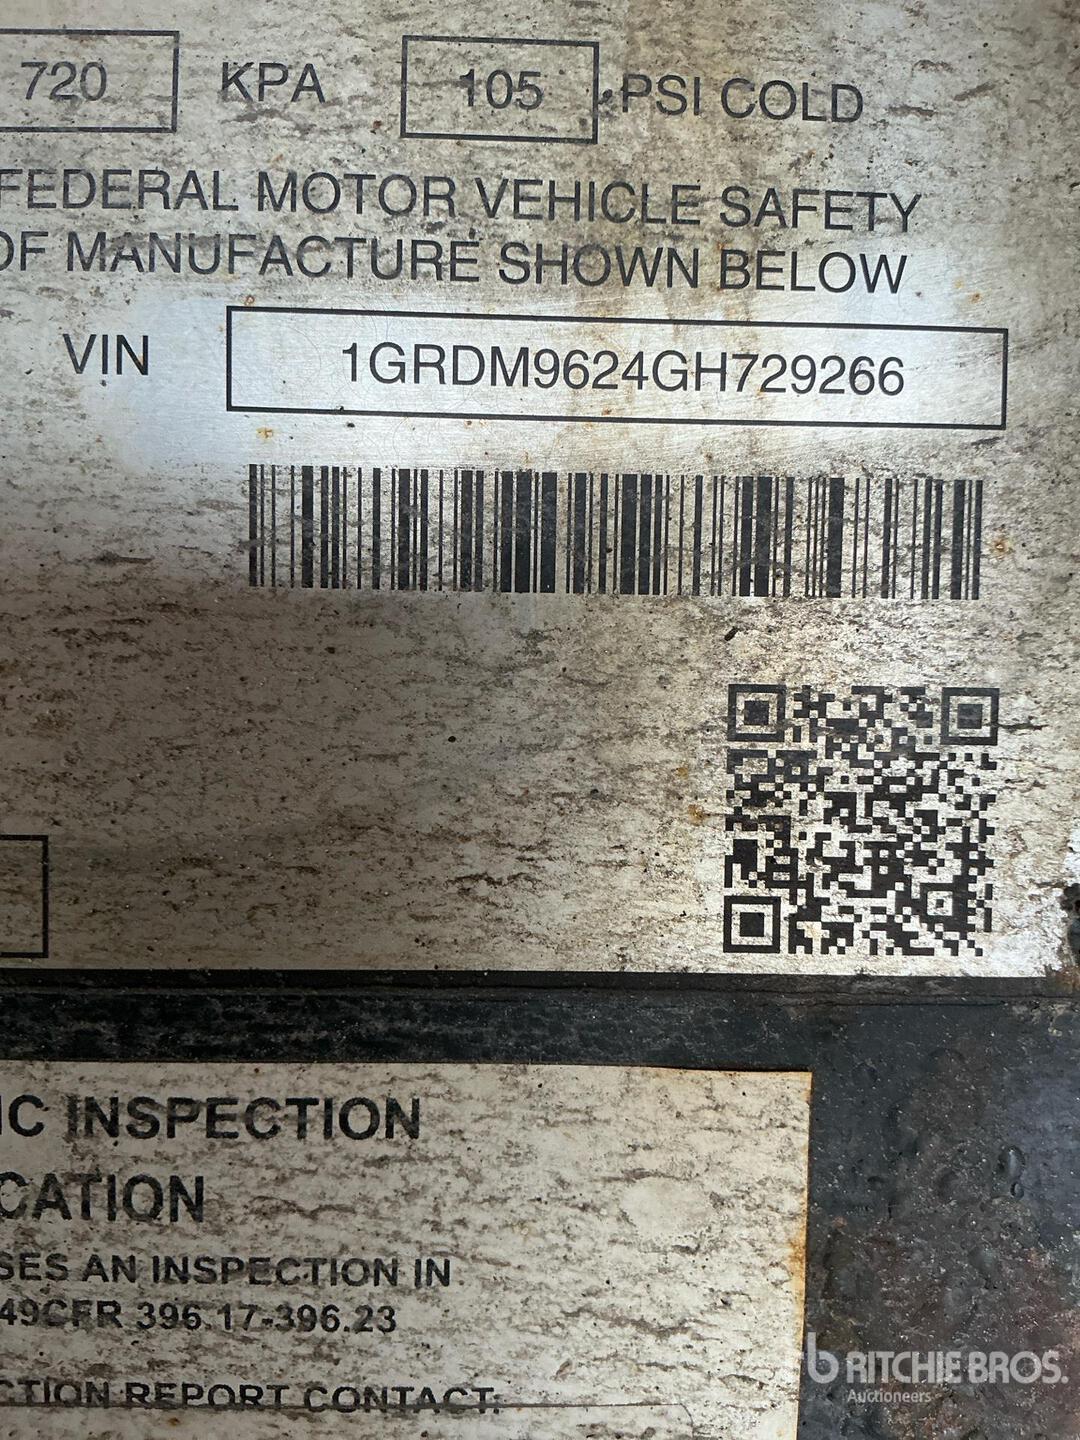 720 KPA 105 PSI COLD
FEDERAL MOTOR VEHICLE SAFETY
OF MANUFACTURE SHOWN BELOW
VIN 1GRDM9624GH729266
IC INSPECTION
CATION
SES AN INSPECTION IN
49CFR 396.17-396.23
CTION REPORT CONTACT:
RITCHIE BROS.
Auctioneers